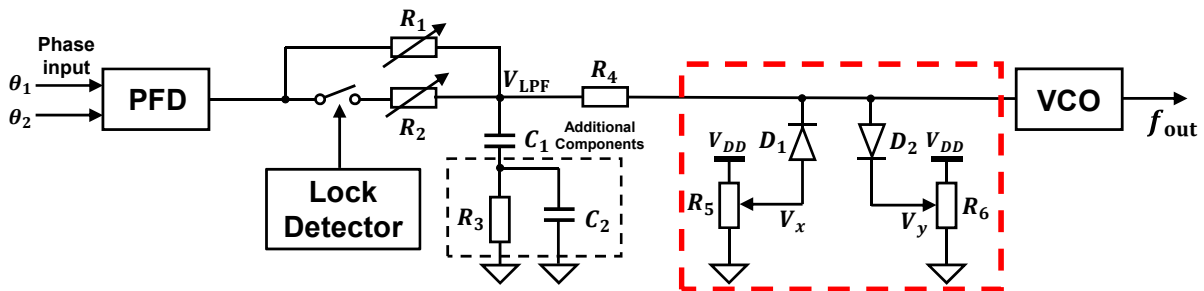 Phase
input
θ1
θ2
PFD
R1
R2
VLPF
R4
Lock
Detector
C1
Additional
Components
R3
C2
VDD
R5
Vx
D1
D2
Vy
VDD
R6
VCO
fout